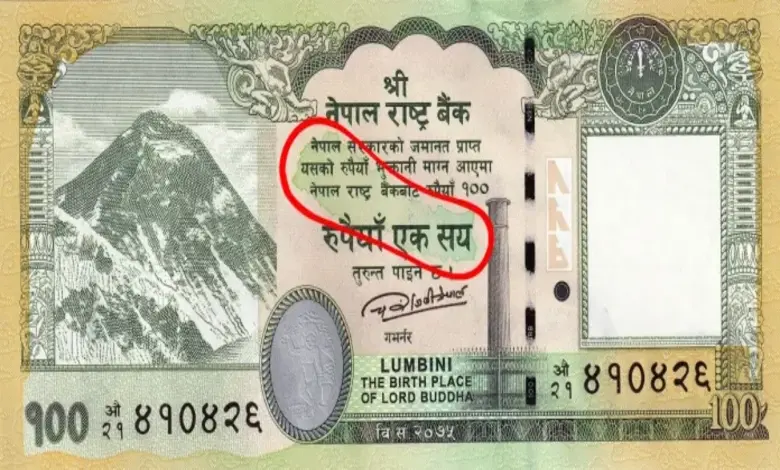 श्री
नेपाल राष्ट्र बैंक
नेपाल सरकारको जमानत प्राप्त
यसको रुपैयाँ भुक्तानी माग्न आएमा
नेपाल राष्ट्र बैंकबाट रुपैयाँ १००
रुपैयाँ एक सय
तुरुन्त पाइने छ ।
गभर्नर
LUMBINI
THE BIRTH PLACE
OF LORD BUDDHA
औ
२१ ४१०४२६
१०० औ
२१ ४१०४२६
100
वि सं २०७५